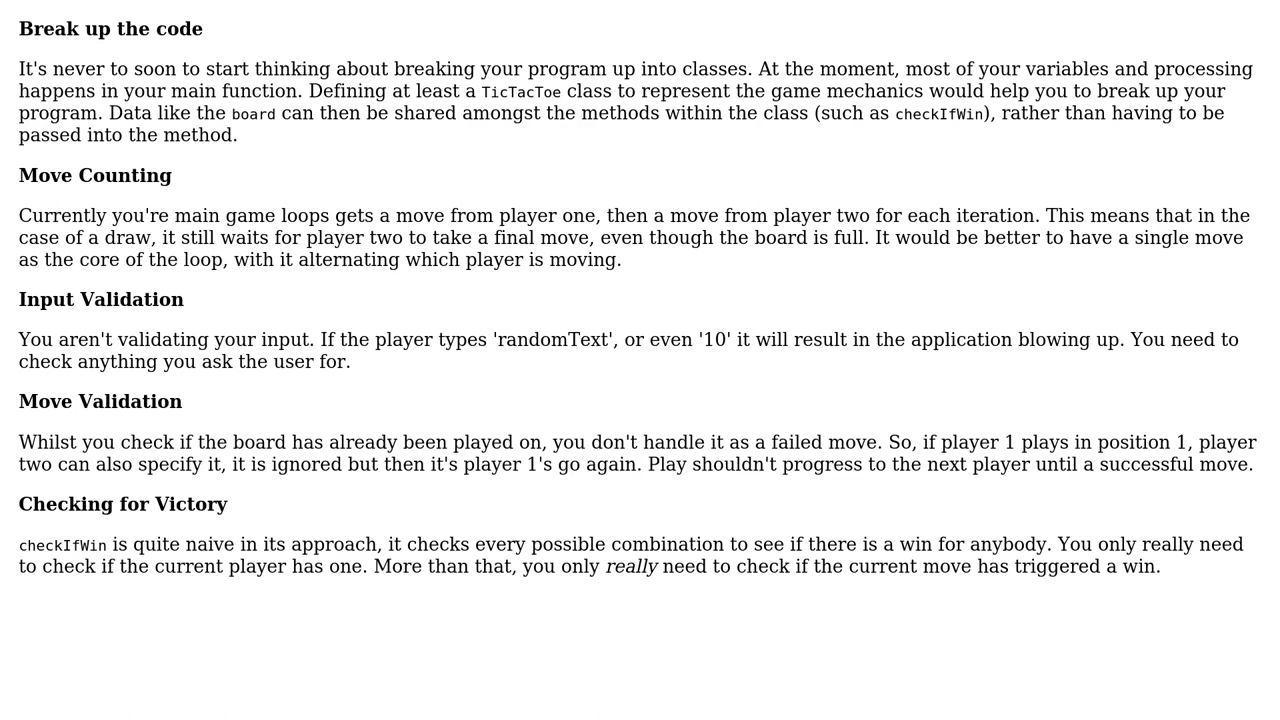 Break up the code
It's never to soon to start thinking about breaking your program up into classes. At the moment, most of your variables and processing
happens in your main function. Defining at least a TicTacToe class to represent the game mechanics would help you to break up your
program. Data like the board can then be shared amongst the methods within the class (such as checkIfWin), rather than having to be
passed into the method.
Move Counting
Currently you're main game loops gets a move from player one, then a move from player two for each iteration. This means that in the
case of a draw, it still waits for player two to take a final move, even though the board is full. It would be better to have a single move
as the core of the loop, with it alternating which player is moving.
Input Validation
You aren't validating your input. If the player types 'randomText', or even '10' it will result in the application blowing up. You need to
check anything you ask the user for.
Move Validation
Whilst you check if the board has already been played on, you don't handle it as a failed move. So, if player 1 plays in position 1, player
two can also specify it, it is ignored but then it's player 1's go again. Play shouldn't progress to the next player until a successful move.
Checking for Victory
checkIfWin is quite naive in its approach, it checks every possible combination to see if there is a win for anybody. You only really need
to check if the current player has one. More than that, you only really need to check if the current move has triggered a win.